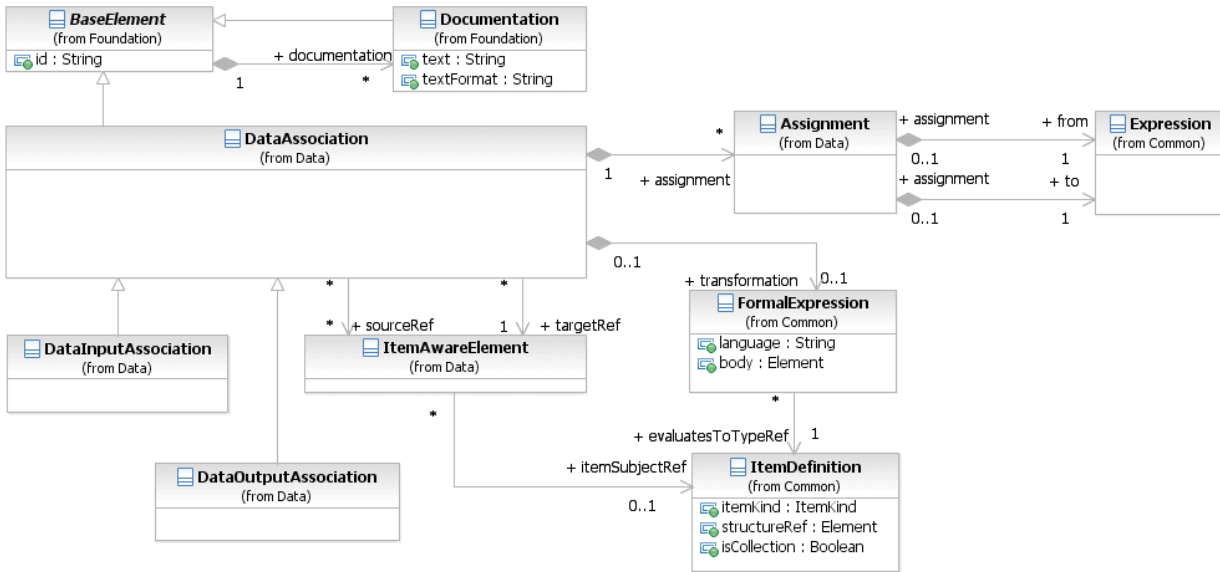 BaseElement
(from Foundation)
id : String
Documentation
(from Foundation)
text : String
textFormat : String
+ documentation
1
*
DataAssociation
(from Data)
*
1
+ assignment
Assignment
(from Data)
+ assignment
0..1
+ from
1
+ assignment
0..1
+ to
1
Expression
(from Common)
0..1
+ transformation
0..1
FormalExpression
(from Common)
language : String
body : Element
*
* + sourceRef
*
1 + targetRef
DataInputAssociation
(from Data)
ItemAwareElement
(from Data)
*
+ evaluatesToTypeRef
*
1
+ itemSubjectRef
0..1
DataOutputAssociation
(from Data)
ItemDefinition
(from Common)
itemKind : ItemKind
structureRef : Element
isCollection : Boolean